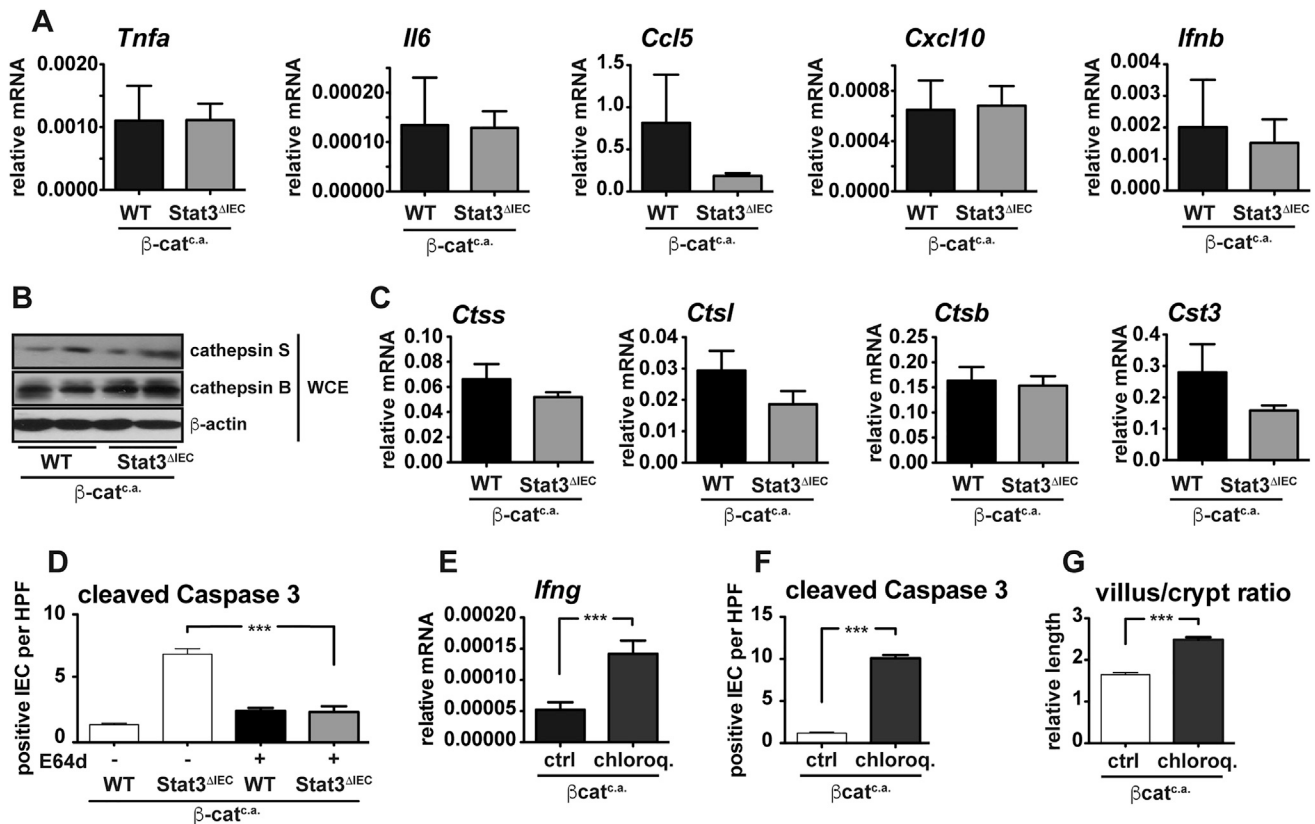 A
Tnfa
relative mRNA
0.0020
0.0010
0.0000
WT Stat3ΔIEC
β-catc.a.
Il6
relative mRNA
0.00020
0.00010
0.00000
WT Stat3ΔIEC
β-catc.a.
Ccl5
relative mRNA
1.5
1.0
0.5
0.0
WT Stat3ΔIEC
β-catc.a.
Cxcl10
relative mRNA
0.0008
0.0004
0.0000
WT Stat3ΔIEC
β-catc.a.
Ifnb
relative mRNA
0.004
0.003
0.002
0.001
0.000
WT Stat3ΔIEC
β-catc.a.
B
cathepsin S
cathepsin B
β-actin
WCE
WT Stat3ΔIEC
β-catc.a.
C
Ctss
relative mRNA
0.10
0.08
0.06
0.04
0.02
0.00
WT Stat3ΔIEC
β-catc.a.
Ctsl
relative mRNA
0.04
0.03
0.02
0.01
0.00
WT Stat3ΔIEC
β-catc.a.
Ctsb
relative mRNA
0.25
0.20
0.15
0.10
0.05
0.00
WT Stat3ΔIEC
β-catc.a.
Cst3
relative mRNA
0.4
0.3
0.2
0.1
0.0
WT Stat3ΔIEC
β-catc.a.
D
cleaved Caspase 3
positive IEC per HPF
10
5
0
***
E64d - - + +
WT Stat3ΔIEC WT Stat3ΔIEC
β-catc.a.
E
Ifng
relative mRNA
0.00020
0.00015
0.00010
0.00005
0.00000
***
ctrl chloroq.
βcatc.a.
F
cleaved Caspase 3
positive IEC per HPF
15
10
5
0
***
ctrl chloroq.
βcatc.a.
G
villus/crypt ratio
relative length
3
2
1
0
***
ctrl chloroq.
βcatc.a.